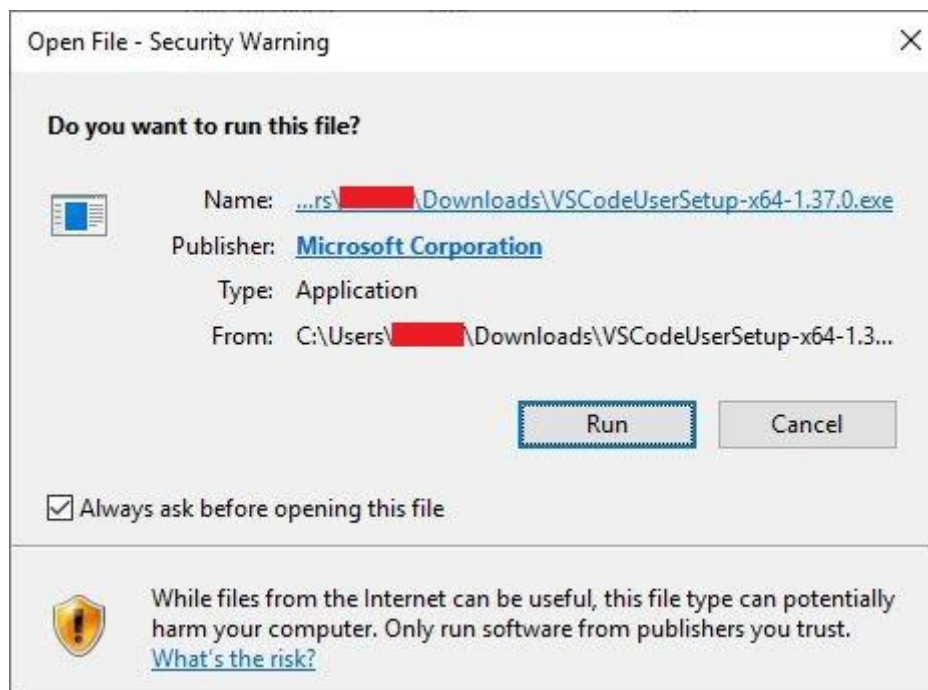 Open File - Security Warning
Do you want to run this file?
Name: ...rs\ \Downloads\VSCodeUserSetup-x64-1.37.0.exe
Publisher: Microsoft Corporation
Type: Application
From: C:\Users\ \Downloads\VSCodeUserSetup-x64-1.3...
Run Cancel
Always ask before opening this file
While files from the Internet can be useful, this file type can potentially
harm your computer. Only run software from publishers you trust.
What's the risk?